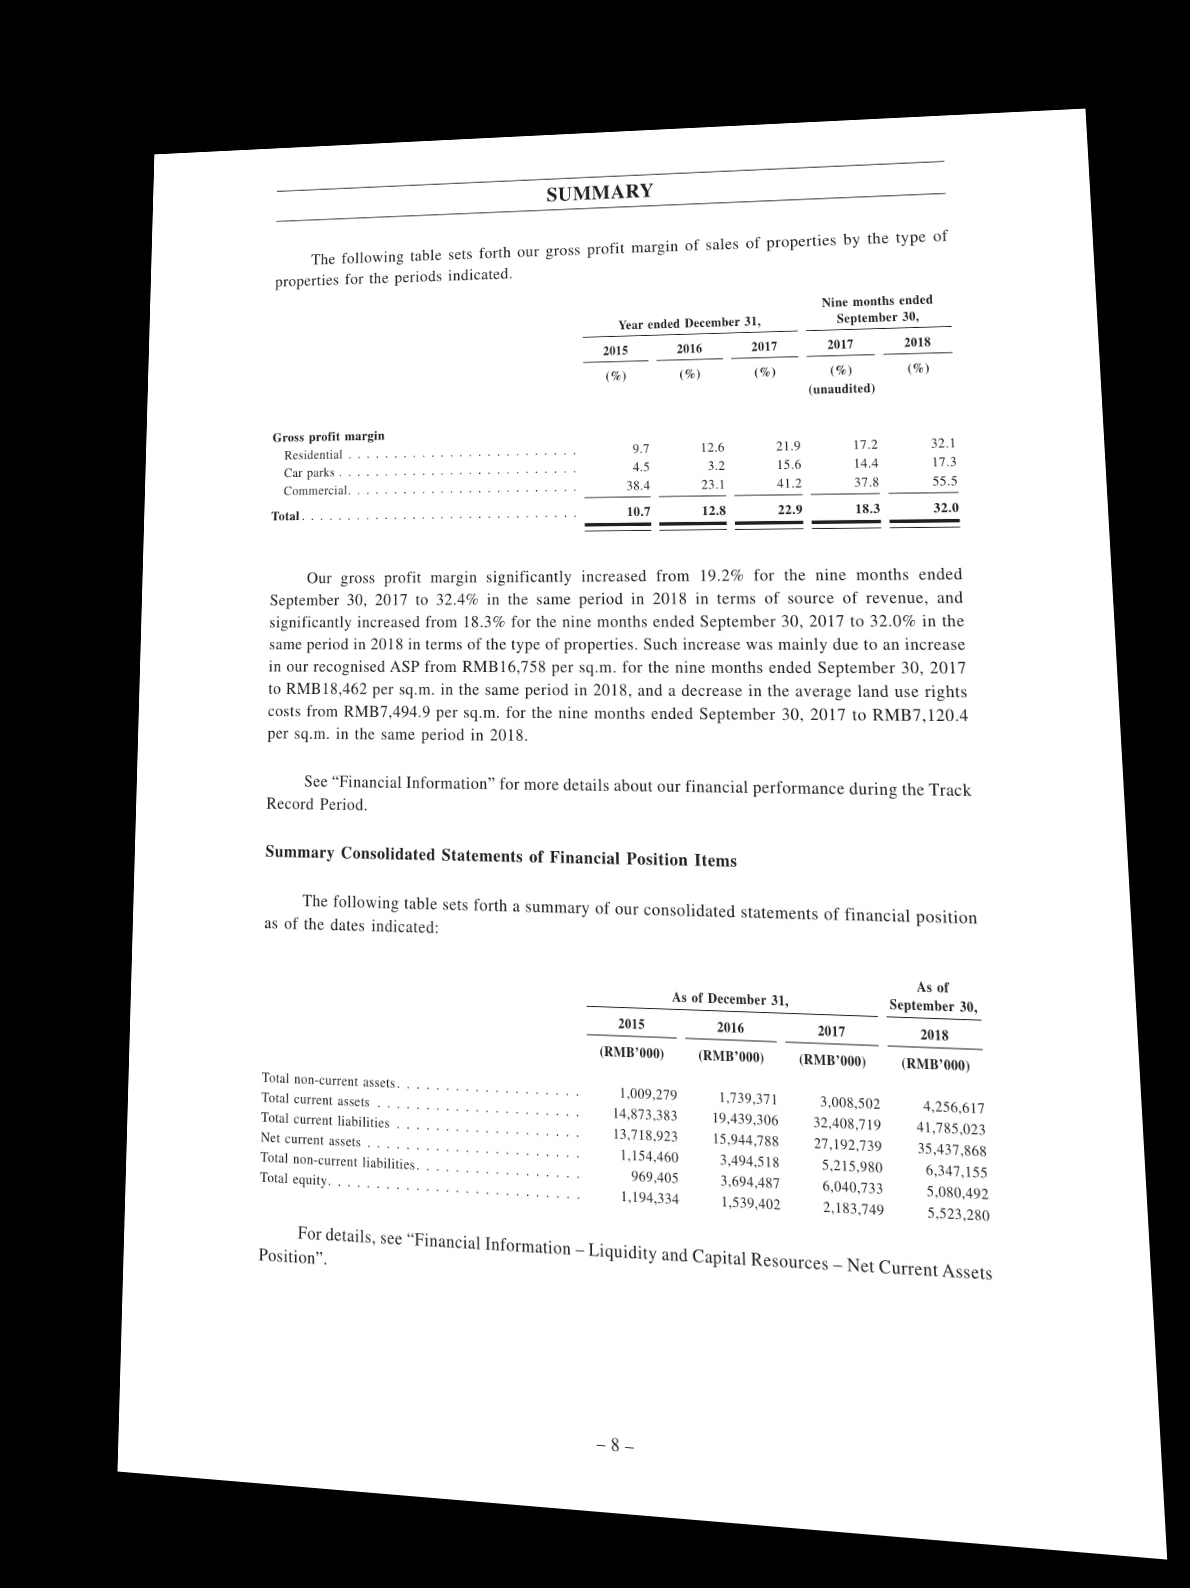 SUMMARY
The following table sets forth our gross profit margin of sales of properties by the type of
properties for the periods indicated.
Year ended December 31, Nine months ended September 30,
2015 2016 2017 2017 2018
(%) (%) (%) (%) (%)
(unaudited)
Gross profit margin
Residential . . . . . . . . . . . . . . . . . . . . . . . . . 9.7 12.6 21.9 17.2 32.1
Car parks . . . . . . . . . . . . . . . . . . . . . . . . . . 4.5 3.2 15.6 14.4 17.3
Commercial. . . . . . . . . . . . . . . . . . . . . . . . . 38.4 23.1 41.2 37.8 55.5
Total . . . . . . . . . . . . . . . . . . . . . . . . . . . . . . 10.7 12.8 22.9 18.3 32.0
Our gross profit margin significantly increased from 19.2% for the nine months ended
September 30, 2017 to 32.4% in the same period in 2018 in terms of source of revenue, and
significantly increased from 18.3% for the nine months ended September 30, 2017 to 32.0% in the
same period in 2018 in terms of the type of properties. Such increase was mainly due to an increase
in our recognised ASP from RMB16,758 per sq.m. for the nine months ended September 30, 2017
to RMB18,462 per sq.m. in the same period in 2018, and a decrease in the average land use rights
costs from RMB7,494.9 per sq.m. for the nine months ended September 30, 2017 to RMB7,120.4
per sq.m. in the same period in 2018.
See “Financial Information” for more details about our financial performance during the Track
Record Period.
Summary Consolidated Statements of Financial Position Items
The following table sets forth a summary of our consolidated statements of financial position
as of the dates indicated:
As of December 31, As of September 30,
2015 2016 2017 2018
(RMB’000) (RMB’000) (RMB’000) (RMB’000)
Total non-current assets. . . . . . . . . . . . . . . . . . . 1,009,279 1,739,371 3,008,502 4,256,617
Total current assets . . . . . . . . . . . . . . . . . . . . . 14,873,383 19,439,306 32,408,719 41,785,023
Total current liabilities . . . . . . . . . . . . . . . . . . . 13,718,923 15,944,788 27,192,739 35,437,868
Net current assets . . . . . . . . . . . . . . . . . . . . . . 1,154,460 3,494,518 5,215,980 6,347,155
Total non-current liabilities. . . . . . . . . . . . . . . . . 969,405 3,694,487 6,040,733 5,080,492
Total equity. . . . . . . . . . . . . . . . . . . . . . . . . . 1,194,334 1,539,402 2,183,749 5,523,280
For details, see “Financial Information – Liquidity and Capital Resources – Net Current Assets
Position”.
– 8 –